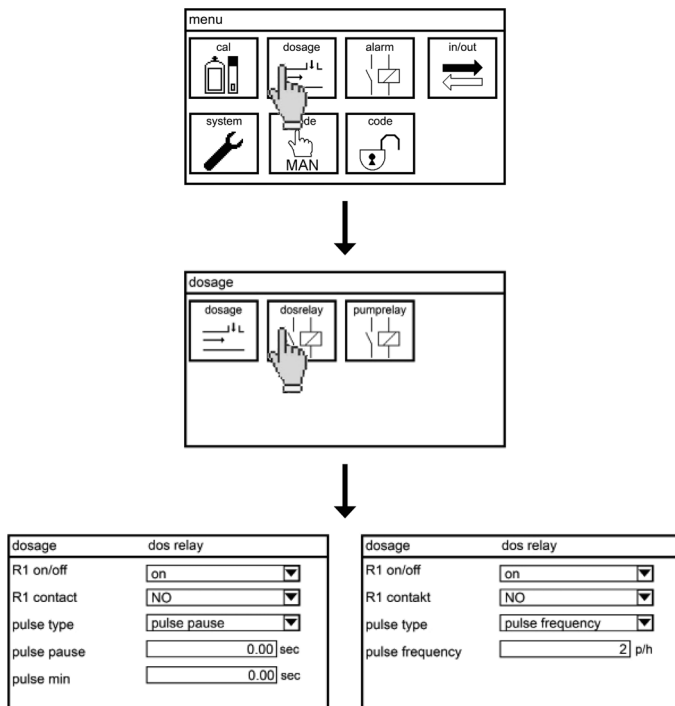 menu
cal dosage alarm in/out
system de code
MAN
dosage
dosage dosrelay pumprelay
dosage dos relay
R1 on/off on
R1 contact NO
pulse type pulse pause
pulse pause 0.00 sec
pulse min 0.00 sec
dosage dos relay
R1 on/off on
R1 contakt NO
pulse type pulse frequency
pulse frequency 2 p/h